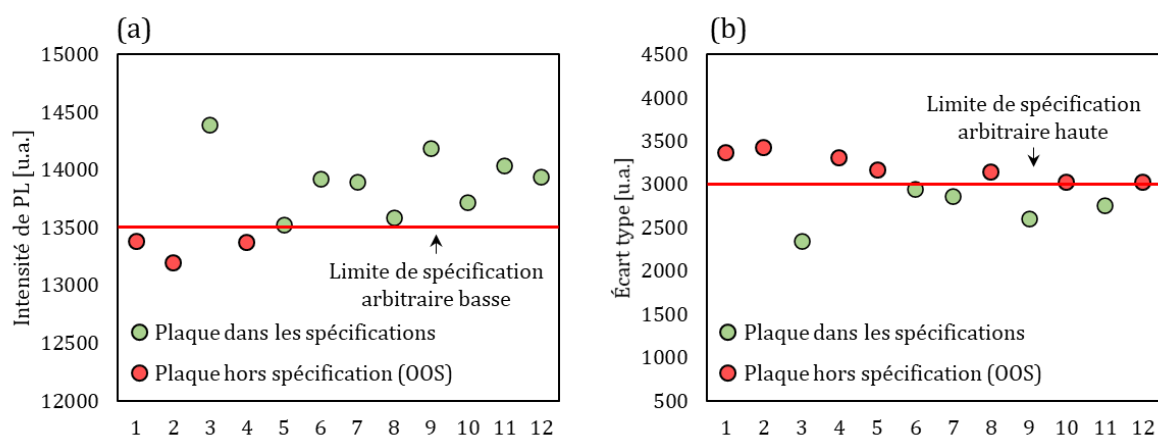 (a)
Intensité de PL [u.a.]
15000
14500
14000
13500
13000
12500
12000
Limite de spécification
arbitraire basse
Plaque dans les spécifications
Plaque hors spécification (OOS)
1 2 3 4 5 6 7 8 9 10 11 12
(b)
Écart type [u.a.]
4500
4000
3500
3000
2500
2000
1500
1000
500
Limite de spécification
arbitraire haute
Plaque dans les spécifications
Plaque hors spécification (OOS)
1 2 3 4 5 6 7 8 9 10 11 12